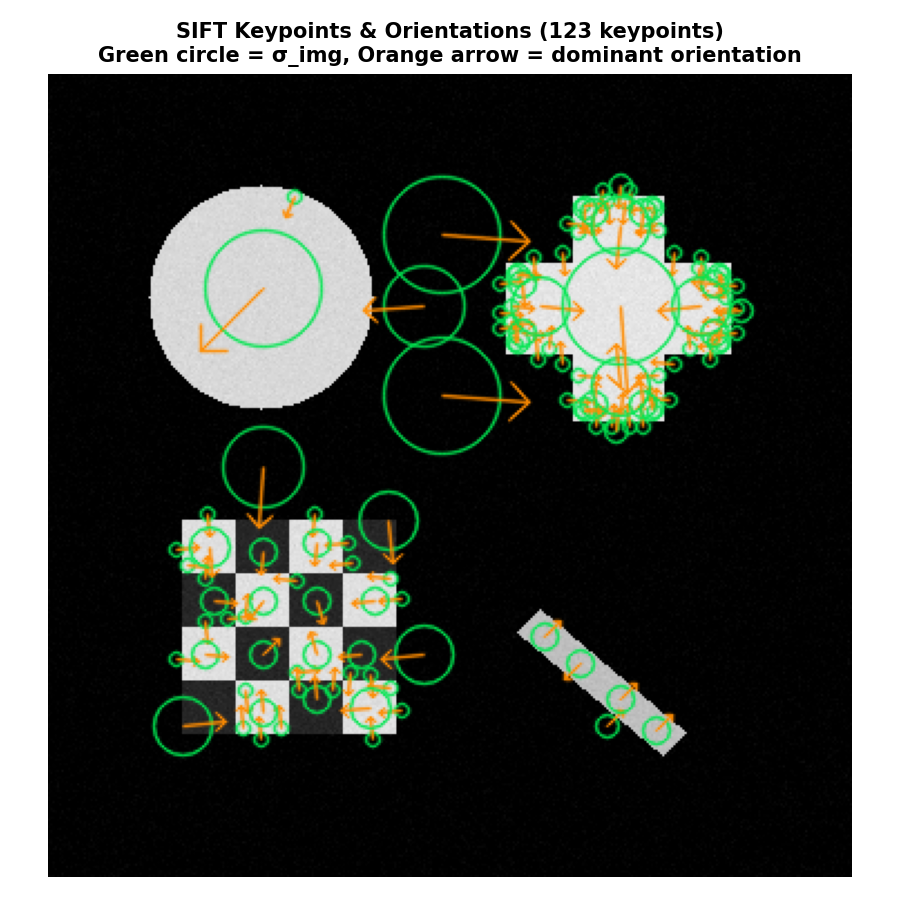 SIFT Keypoints & Orientations (123 keypoints)
Green circle = σ_img, Orange arrow = dominant orientation